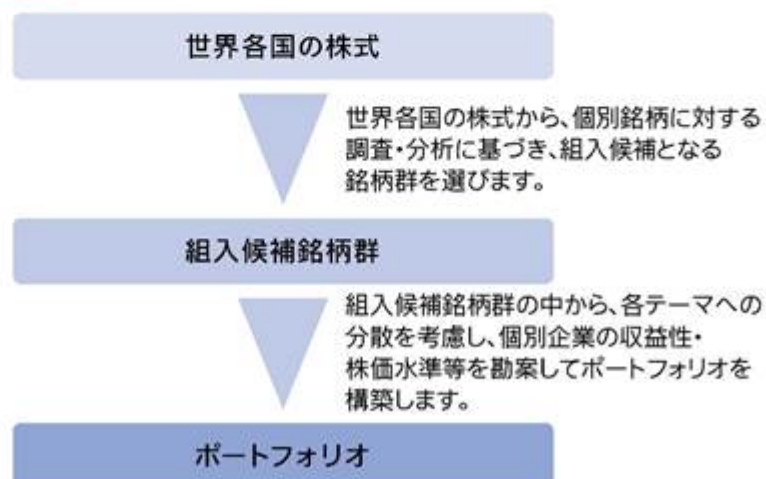 世界各国の株式
世界各国の株式から、個別銘柄に対する
調査・分析に基づき、組入候補となる
銘柄群を選びます。
組入候補銘柄群
組入候補銘柄群の中から、各テーマへの
分散を考慮し、個別企業の収益性・
株価水準等を勘案してポートフォリオを
構築します。
ポートフォリオ